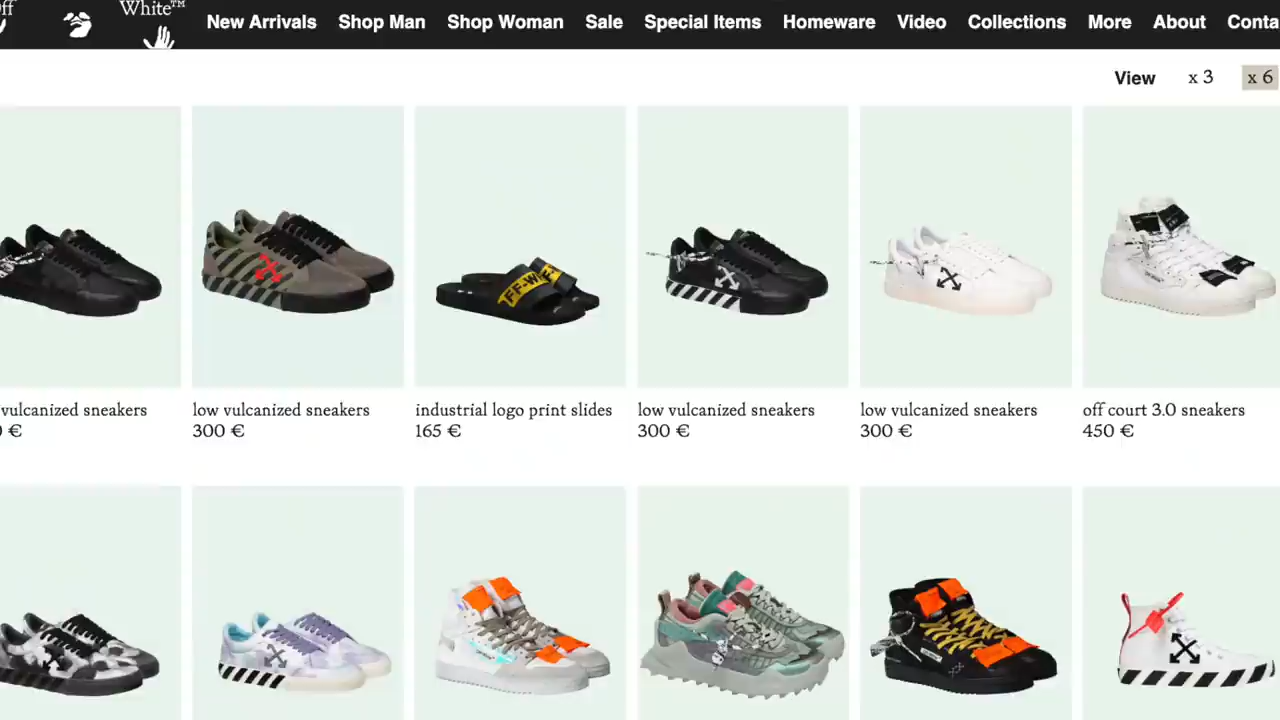 ff White™ New Arrivals Shop Man Shop Woman Sale Special Items Homeware Video Collections More About Conta
View x 3 x 6
vulcanized sneakers low vulcanized sneakers industrial logo print slides low vulcanized sneakers low vulcanized sneakers off court 3.0 sneakers
€ 300 € 165 € 300 € 300 € 450 €